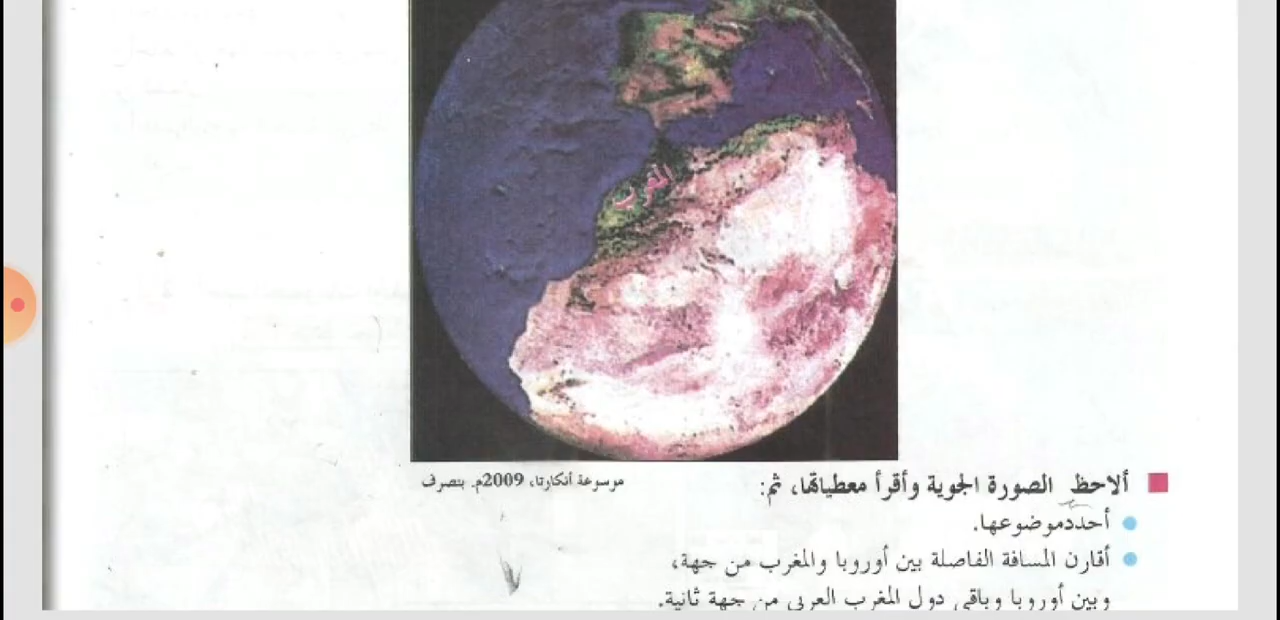 المغرب
موسوعة أنكارتا، 2009م. بتصرف
ألاحظ الصورة الجوية وأقرأ معطياتها، ثم:
أحددموضوعها.
أقارن المسافة الفاصلة بين أوروبا والمغرب من جهة،
وبين أوروبا وباقي دول المغرب العربي من جهة ثانية.